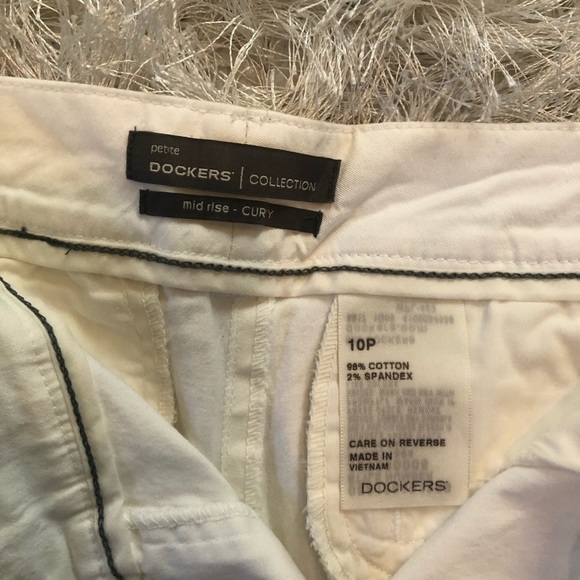 petite
DOCKERS® | COLLECTION
mid rise - CURY
10P
98% COTTON
2% SPANDEX
CARE ON REVERSE
MADE IN
VIETNAM
DOCKERS®